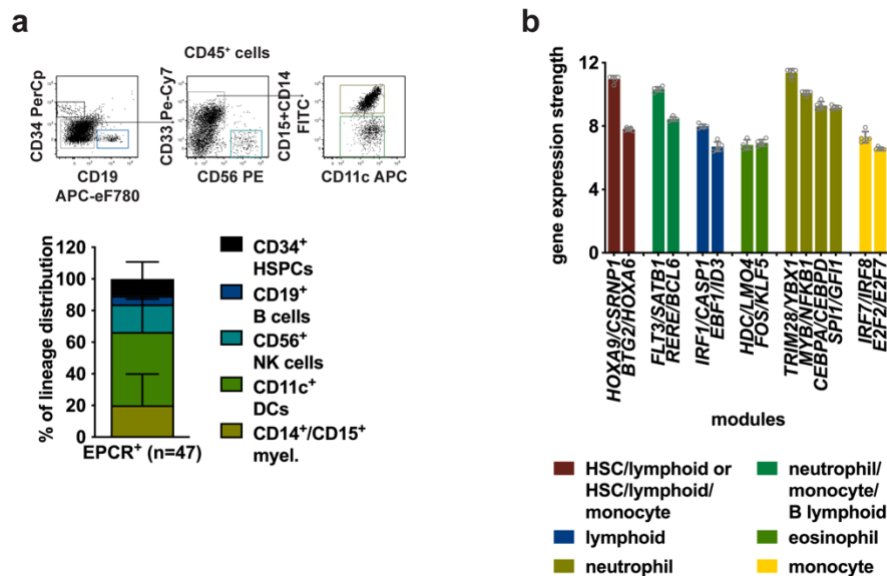 a
CD45⁺ cells
CD34 PerCp
CD19
APC-eF780
CD33 Pe-Cy7
CD56 PE
CD15+CD14
FITC
CD11c APC
% of lineage distribution
120
100
80
60
40
20
0
EPCR⁺ (n=47)
CD34⁺
HSPCs
CD19⁺
B cells
CD56⁺
NK cells
CD11c⁺
DCs
CD14⁺/CD15⁺
myel.
b
gene expression strength
12
8
4
0
HOXA9/CSRNP1
BTG2/HOXA6
FLT3/SATB1
RERE/BCL6
IRF1/CASP1
EBF1/ID3
HDC/LMO4
FOS/KLF5
TRIM28/YBX1
MYB/NFKB1
CEBPA/CEBPD
SPI1/GFI1
IRF7/IRF8
E2F2/E2F7
modules
HSC/lymphoid or
HSC/lymphoid/
monocyte
lymphoid
neutrophil
neutrophil/
monocyte/
B lymphoid
eosinophil
monocyte